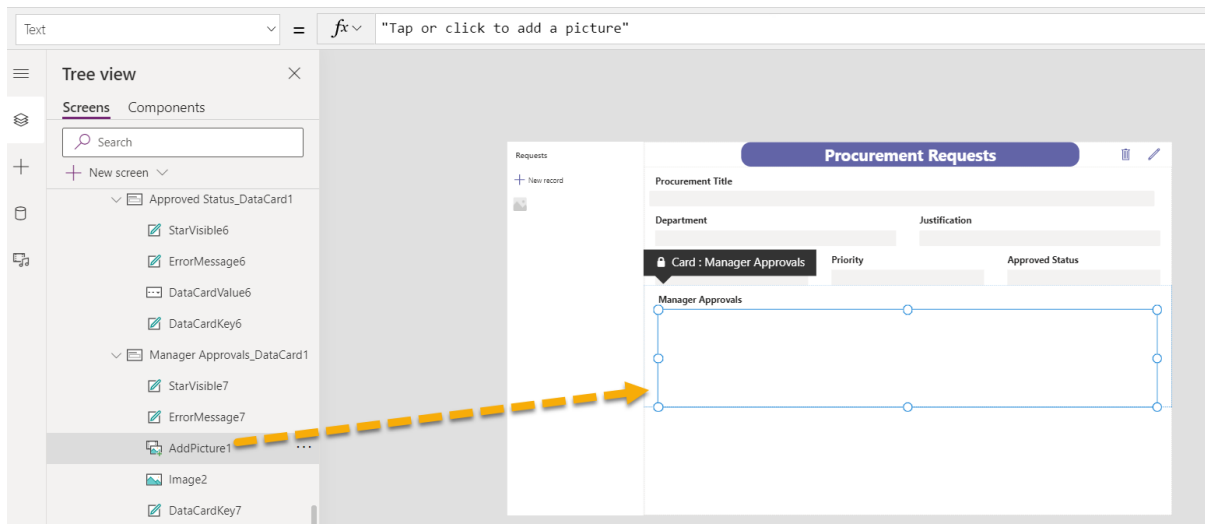 Text = fx "Tap or click to add a picture"
Tree view
Screens Components
Search
New screen
Approved Status_DataCard1
StarVisible6
ErrorMessage6
DataCardValue6
DataCardKey6
Manager Approvals_DataCard1
StarVisible7
ErrorMessage7
AddPicture1 ...
Image2
DataCardKey7
Requests
New record
Procurement Requests
Procurement Title
Department Justification
Card : Manager Approvals Priority Approved Status
Manager Approvals